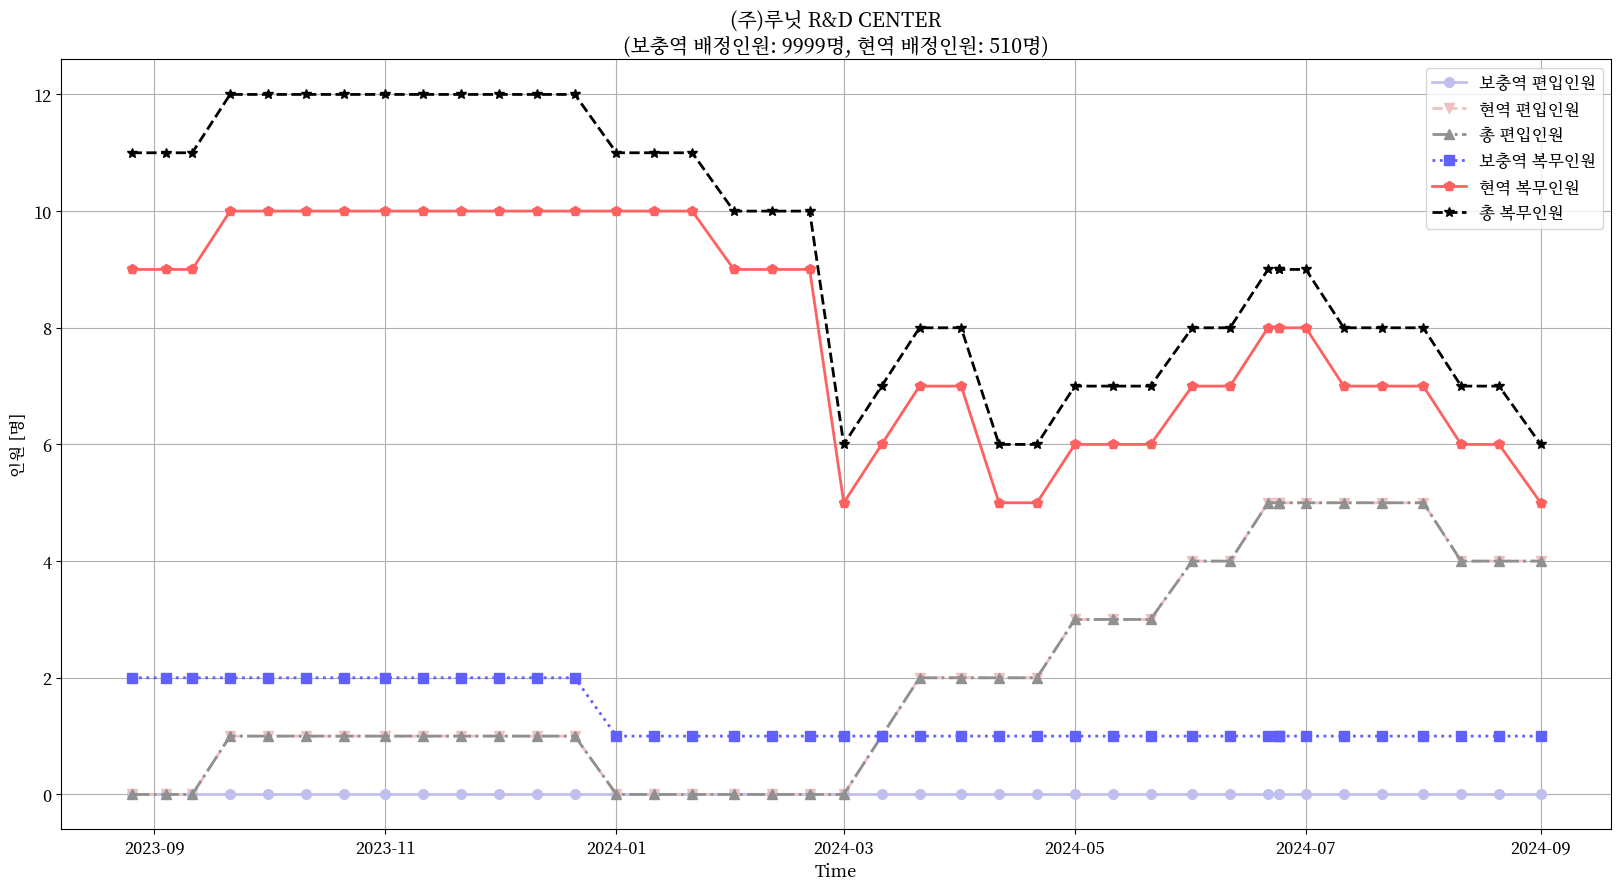 (주)루닛 R&D CENTER
(보충역 배정인원: 9999명, 현역 배정인원: 510명)
보충역 편입인원
현역 편입인원
총 편입인원
보충역 복무인원
현역 복무인원
총 복무인원
인원 [명]
12
10
8
6
4
2
0
2023-09
2023-11
2024-01
2024-03
2024-05
2024-07
2024-09
Time